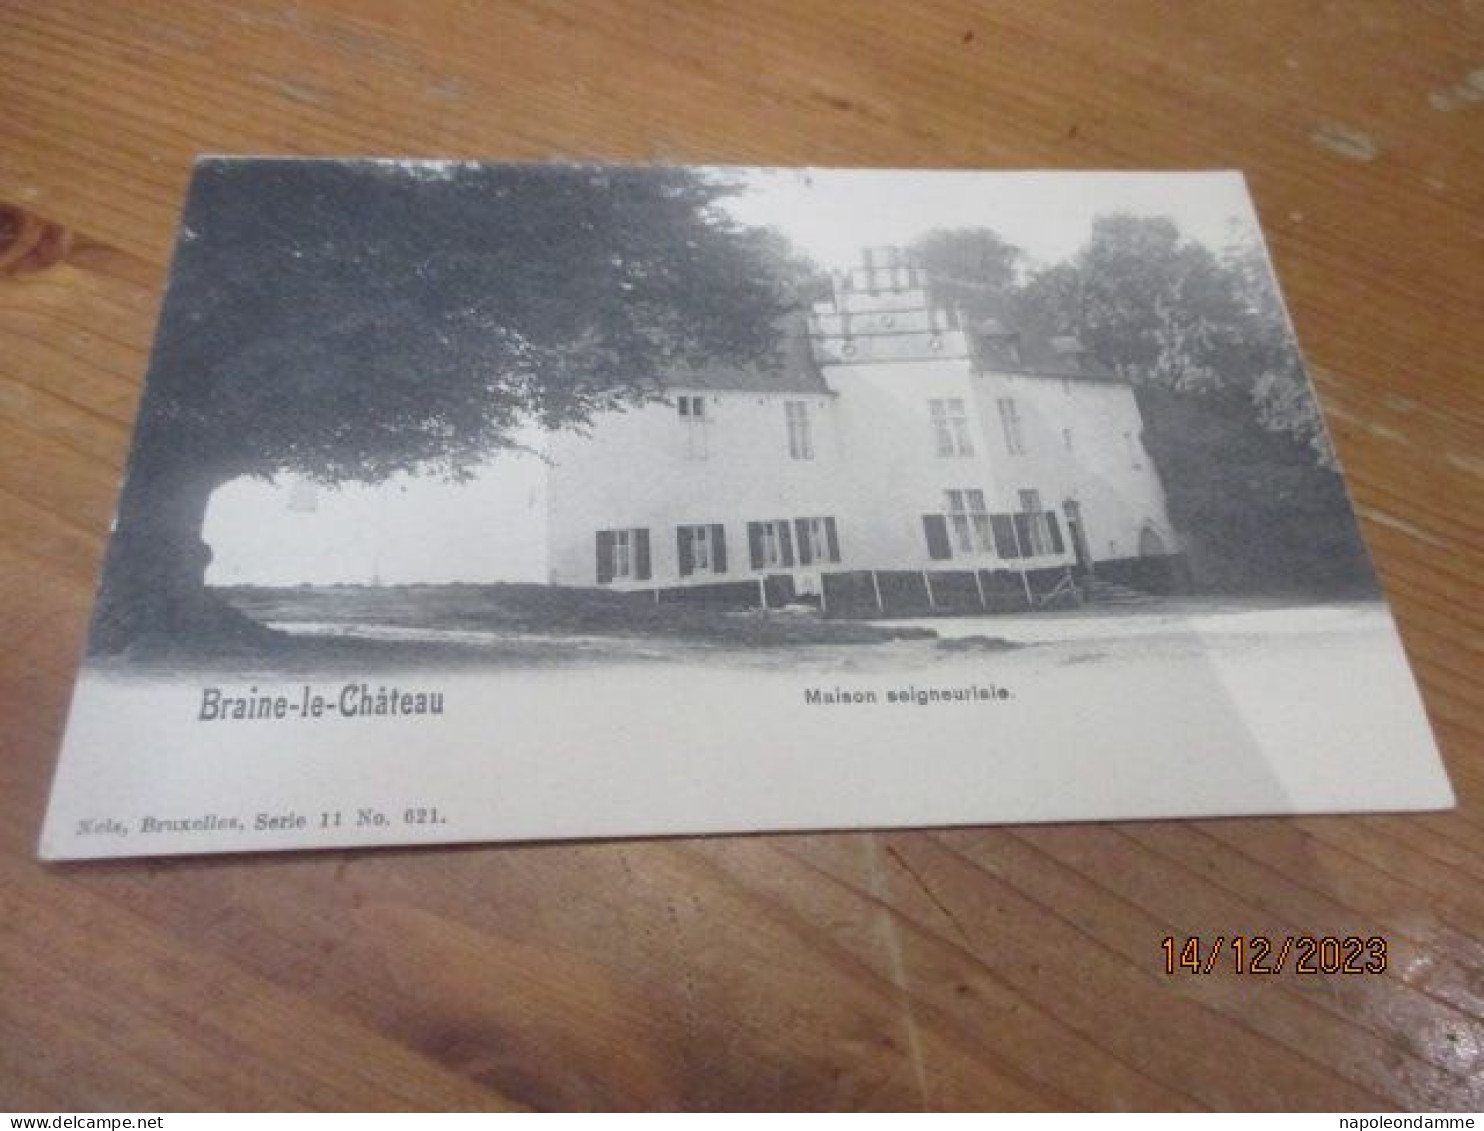 Braine-le-Château
Maison seigneuriale.
Nels, Bruxelles, Serie 11 No. 621.
14/12/2023
www.delcampe.net
napoleondamme